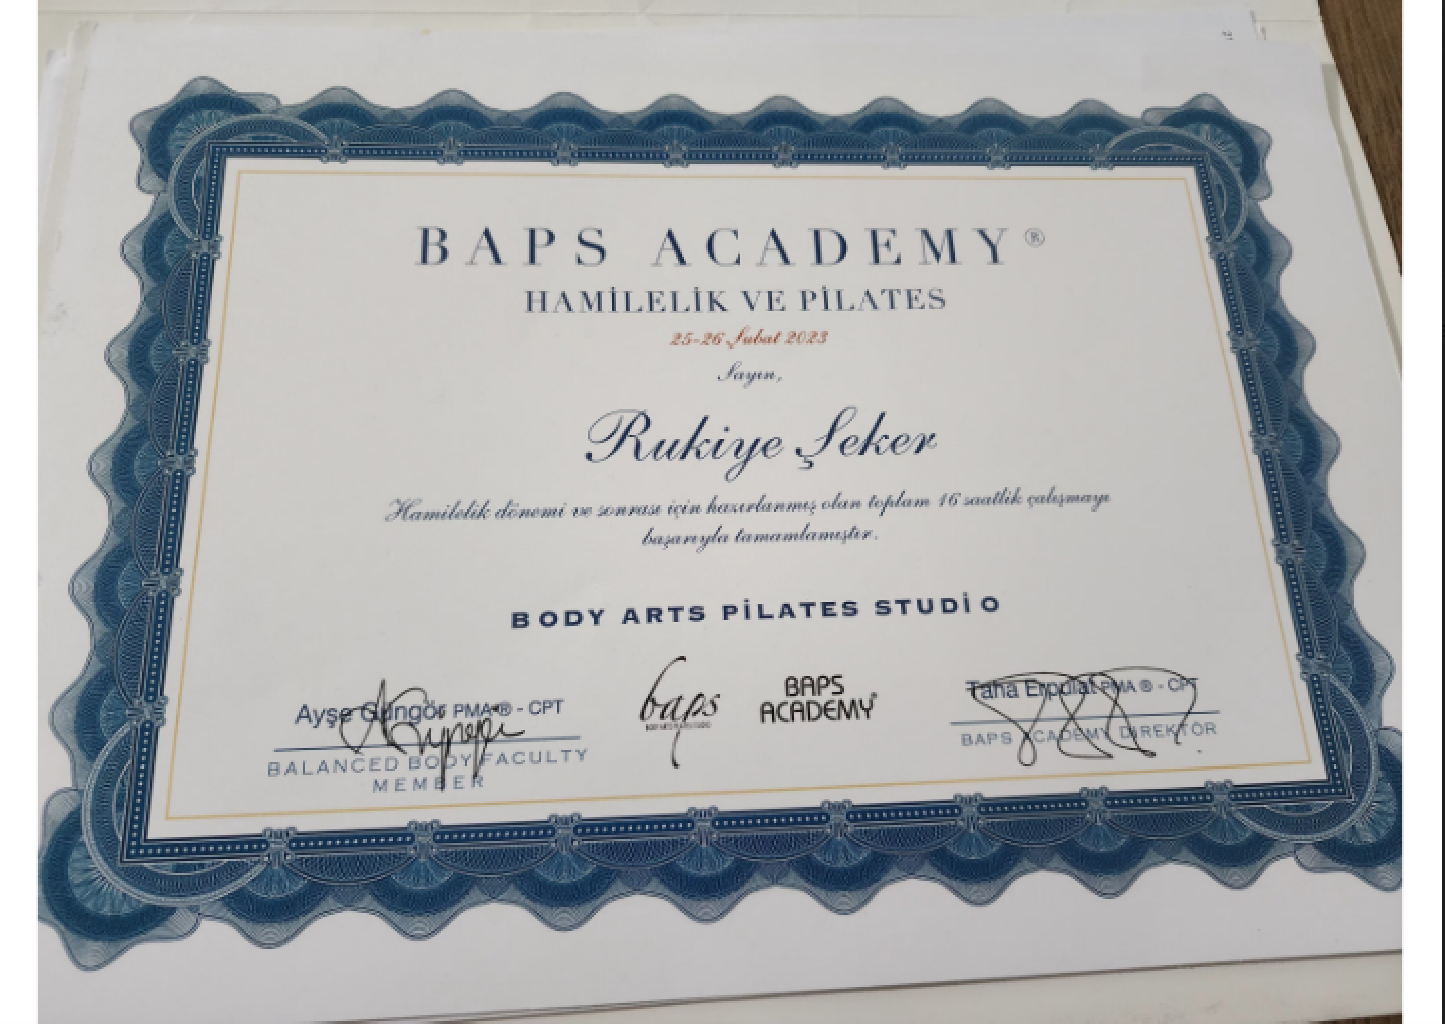 BAPS ACADEMY®
HAMİLELİK VE PİLATES
25-26 Şubat 2023
Sayın,
Rukiye Şeker
Hamilelik dönemi ve sonrası için hazırlanmış olan toplam 16 saatlik çalışmayı
başarıyla tamamlamıştır.
BODY ARTS PİLATES STUDİO
Ayşe Güngör PMA® - CPT
BALANCED BODY FACULTY
MEMBER
baps
BAPS
ACADEMY®
Taha Erpulat PMA ® - CPT
BAPS ACADEMY DİREKTÖR